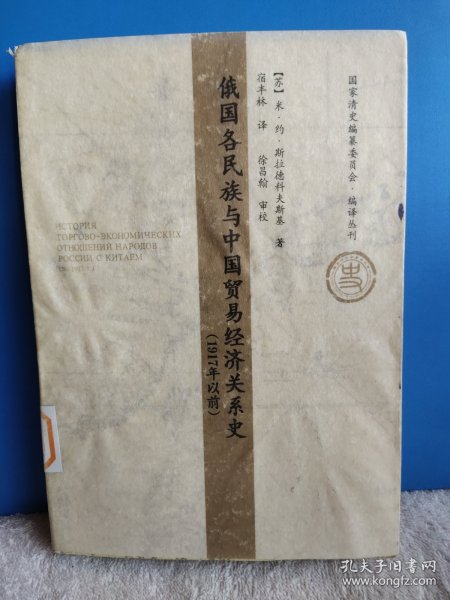 国家清史编纂委员会·编译丛刊
【苏】米·约·斯拉德科夫斯基 著
宿丰林 译 徐昌翰 审校
俄国各民族与中国贸易经济关系史
(1917年以前)
ИСТОРИЯ
ТОРГОВО-ЭКОНОМИЧЕСКИХ
ОТНОШЕНИЙ НАРОДОВ
РОССИИ С КИТАЕМ
孔夫子旧书网
www.kongfz.com